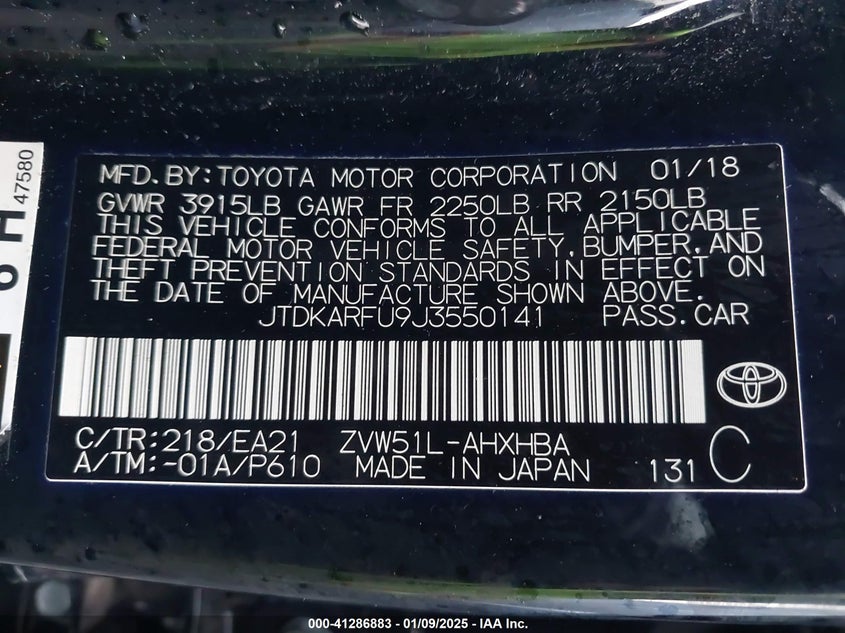 MFD.BY:TOYOTA MOTOR CORPORATION 01/18
GVWR 3915LB GAWR FR 2250LB RR 2150LB
THIS VEHICLE CONFORMS TO ALL APPLICABLE
FEDERAL MOTOR VEHICLE SAFETY, BUMPER, AND
THEFT PREVENTION STANDARDS IN EFFECT ON
THE DATE OF MANUFACTURE SHOWN ABOVE.
JTDKARFU9J3550141 PASS.CAR
C/TR:218/EA21 ZVW51L-AHXHBA
A/TM:-01A/P610 MADE IN JAPAN 131 C
47580
000-41286883 - 01/09/2025 - IAA Inc.